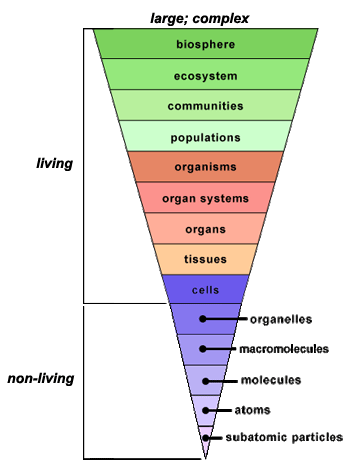 large; complex
biosphere
ecosystem
communities
populations
living
organisms
organ systems
organs
tissues
cells
organelles
macromolecules
non-living
molecules
atoms
subatomic particles